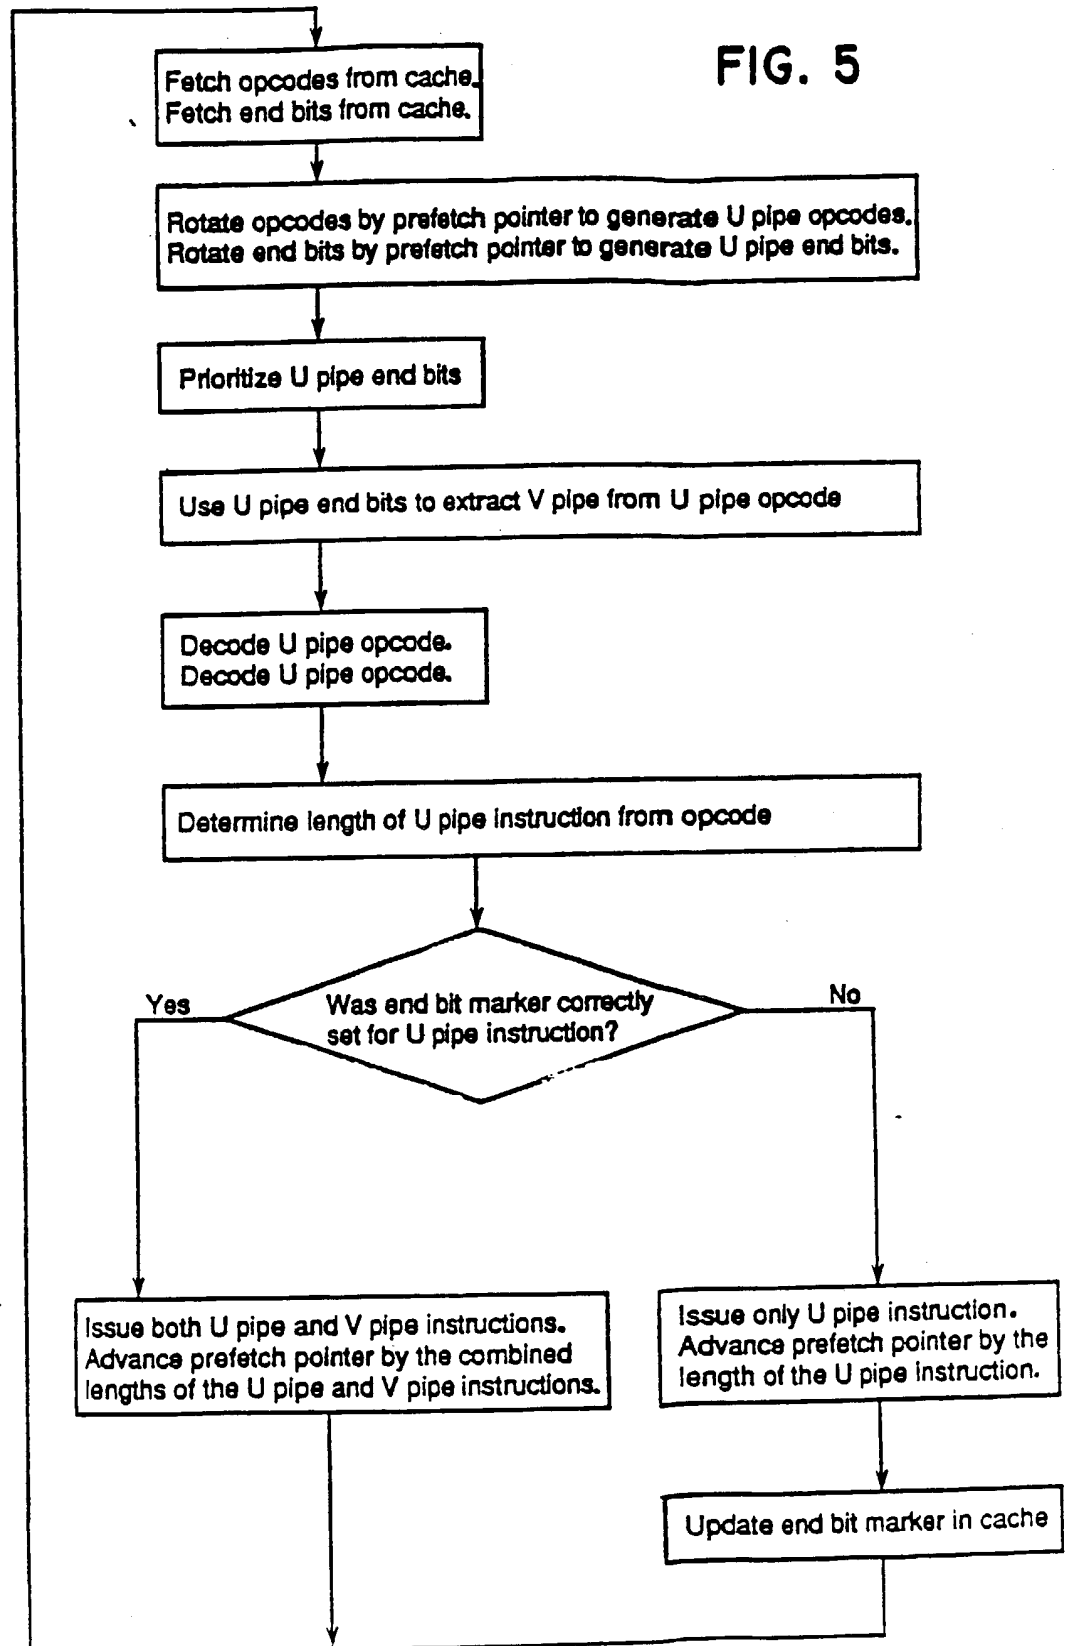 FIG. 5
Fetch opcodes from cache.
Fetch end bits from cache.
Rotate opcodes by prefetch pointer to generate U pipe opcodes.
Rotate end bits by prefetch pointer to generate U pipe end bits.
Prioritize U pipe end bits
Use U pipe end bits to extract V pipe from U pipe opcode
Decode U pipe opcode.
Decode U pipe opcode.
Determine length of U pipe instruction from opcode
Was end bit marker correctly
set for U pipe instruction?
Yes
No
Issue both U pipe and V pipe instructions.
Advance prefetch pointer by the combined
lengths of the U pipe and V pipe instructions.
Issue only U pipe instruction.
Advance prefetch pointer by the
length of the U pipe instruction.
Update end bit marker in cache